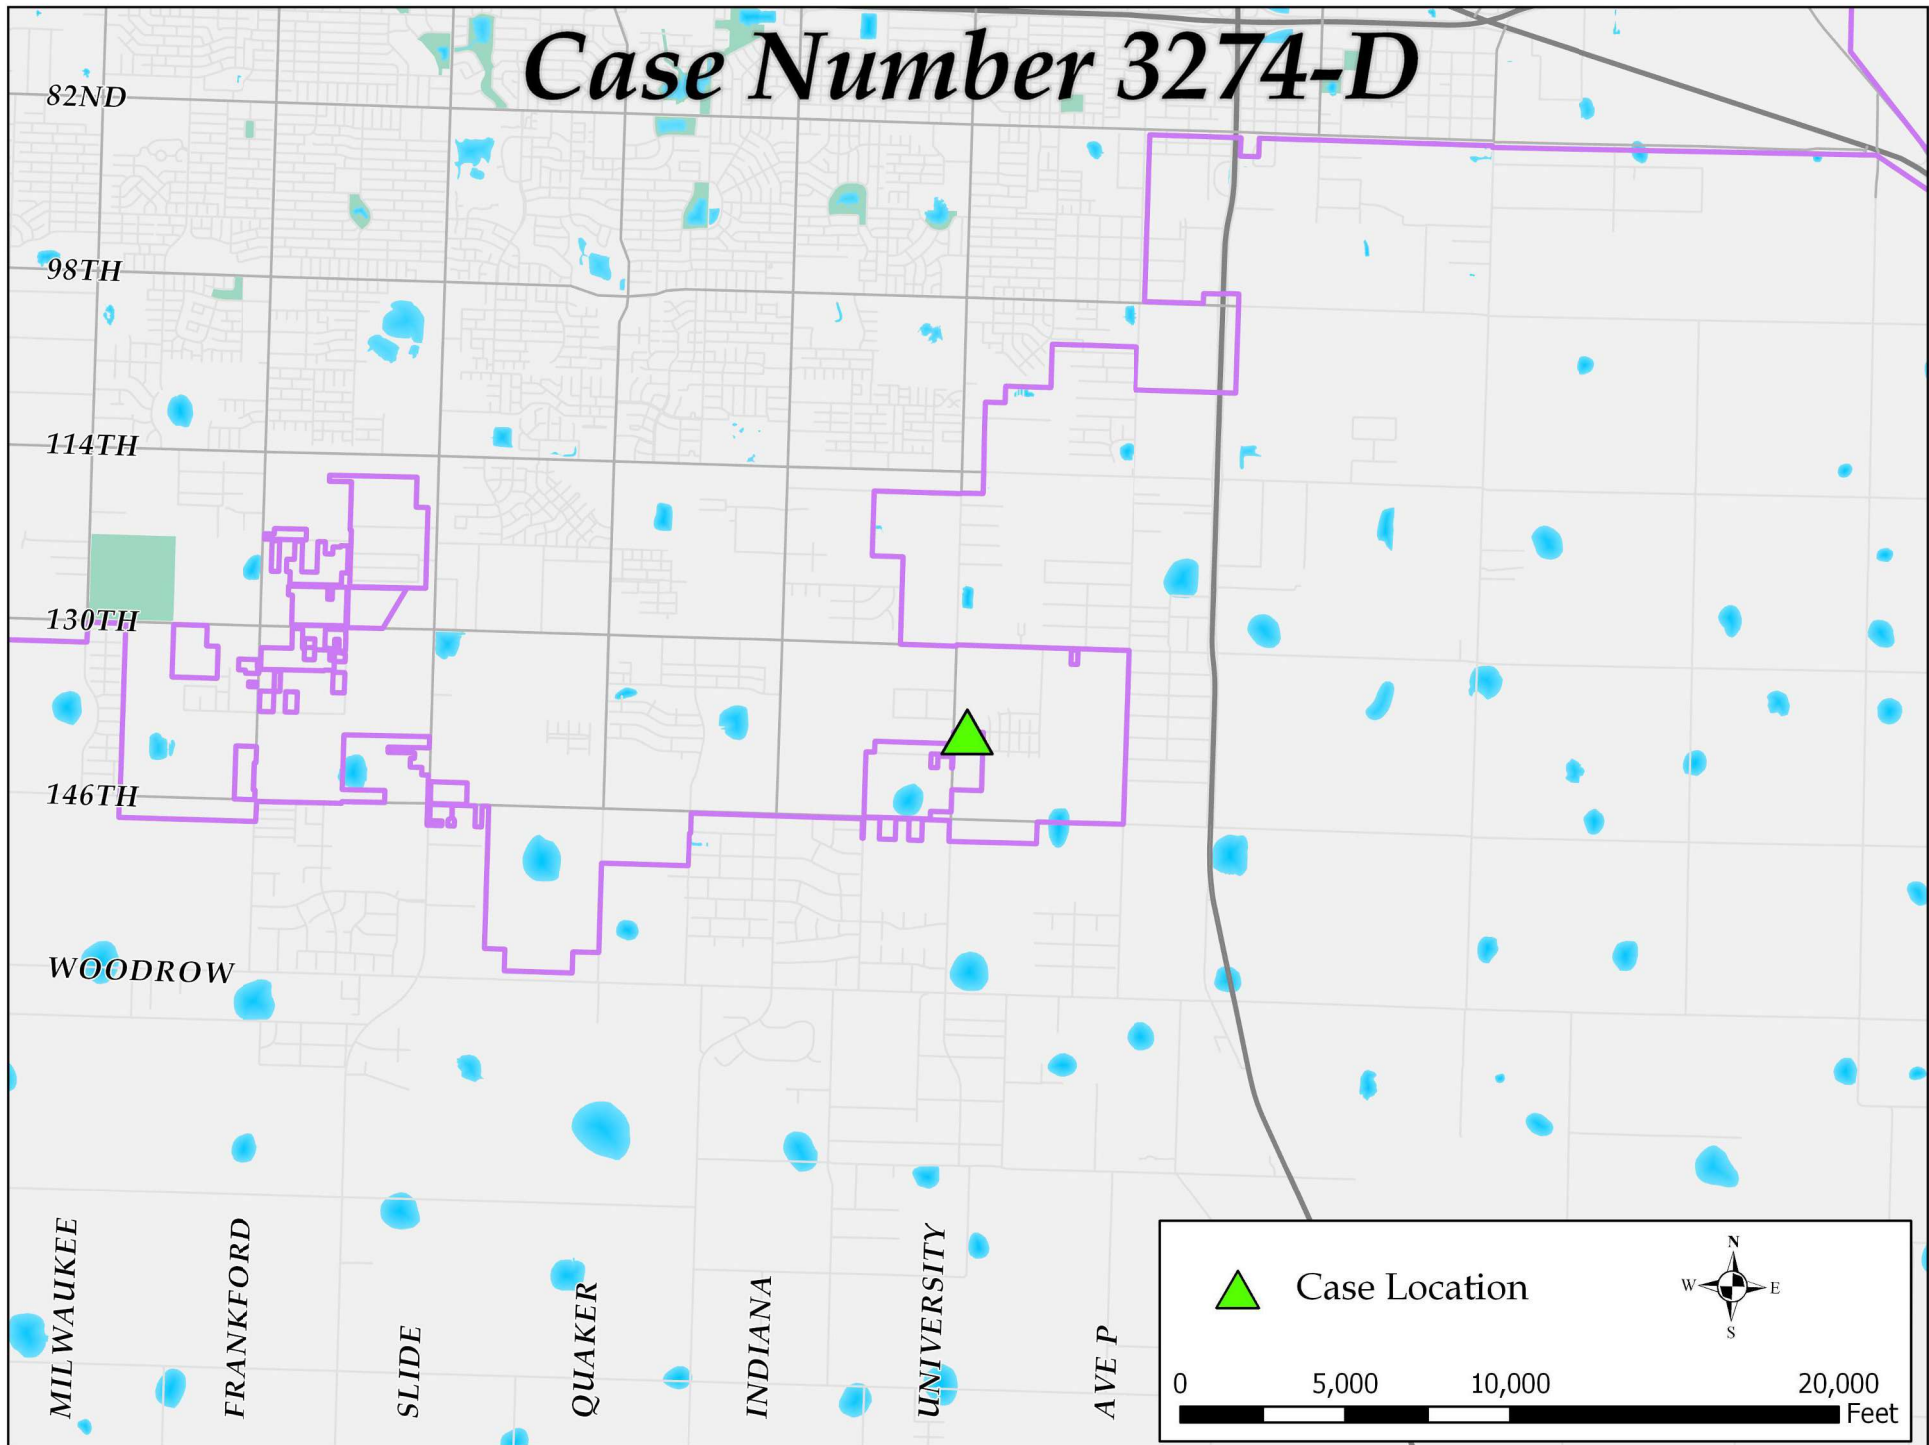 Case Number 3274-D
82ND
98TH
114TH
130TH
146TH
WOODROW
MILWAUKEE
FRANKFORD
SLIDE
QUAKER
INDIANA
UNIVERSITY
AVE P
Case Location
N
W E
S
0 5,000 10,000 20,000
Feet